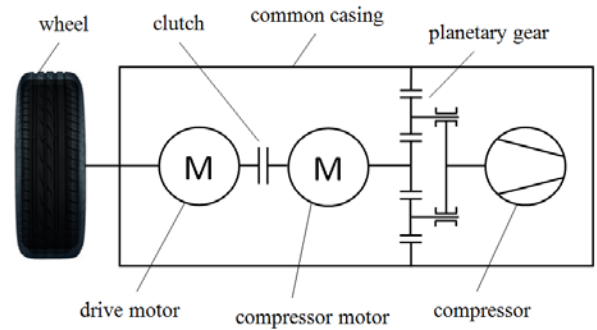 common casing
wheel
clutch
planetary gear
M
M
drive motor
compressor motor
compressor